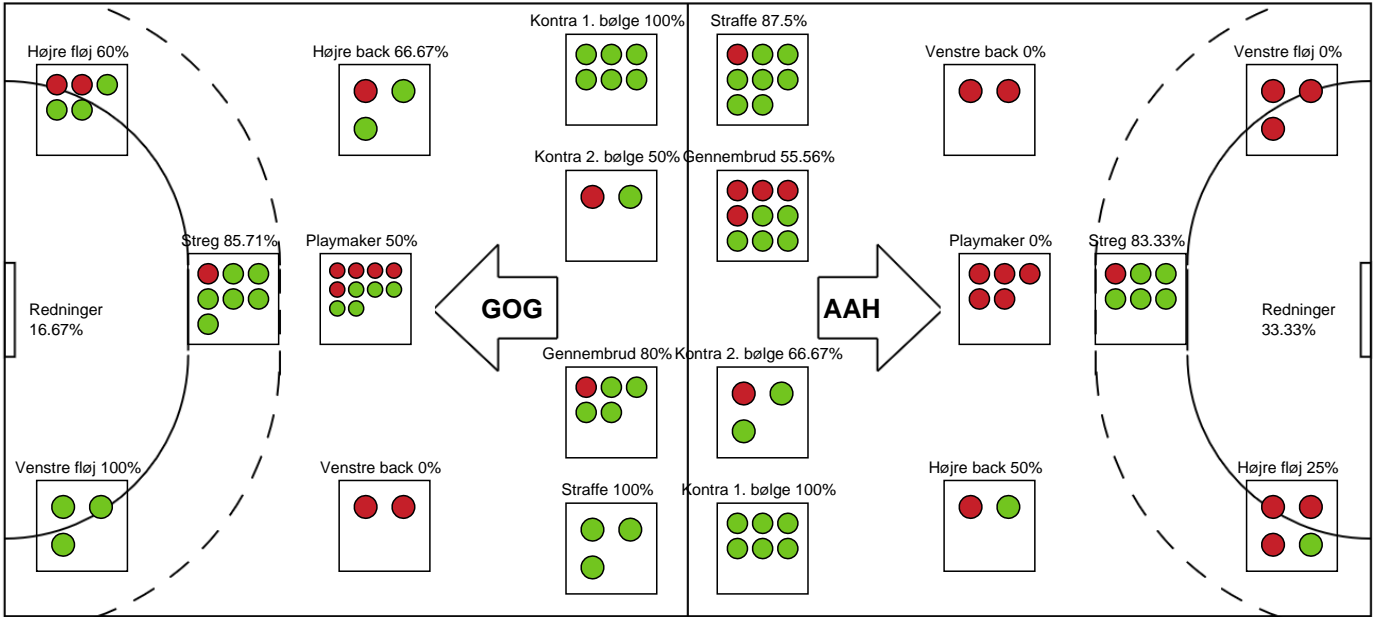 Kontra 1. bølge 100%
Straffe 87.5%
Højre fløj 60%
Højre back 66.67%
Venstre back 0%
Venstre fløj 0%
Kontra 2. bølge 50%
Gennembrud 55.56%
Streg 85.71%
Playmaker 50%
Playmaker 0%
Streg 83.33%
Redninger
16.67%
GOG
AAH
Redninger
33.33%
Gennembrud 80%
Kontra 2. bølge 66.67%
Venstre fløj 100%
Venstre back 0%
Højre back 50%
Højre fløj 25%
Straffe 100%
Kontra 1. bølge 100%